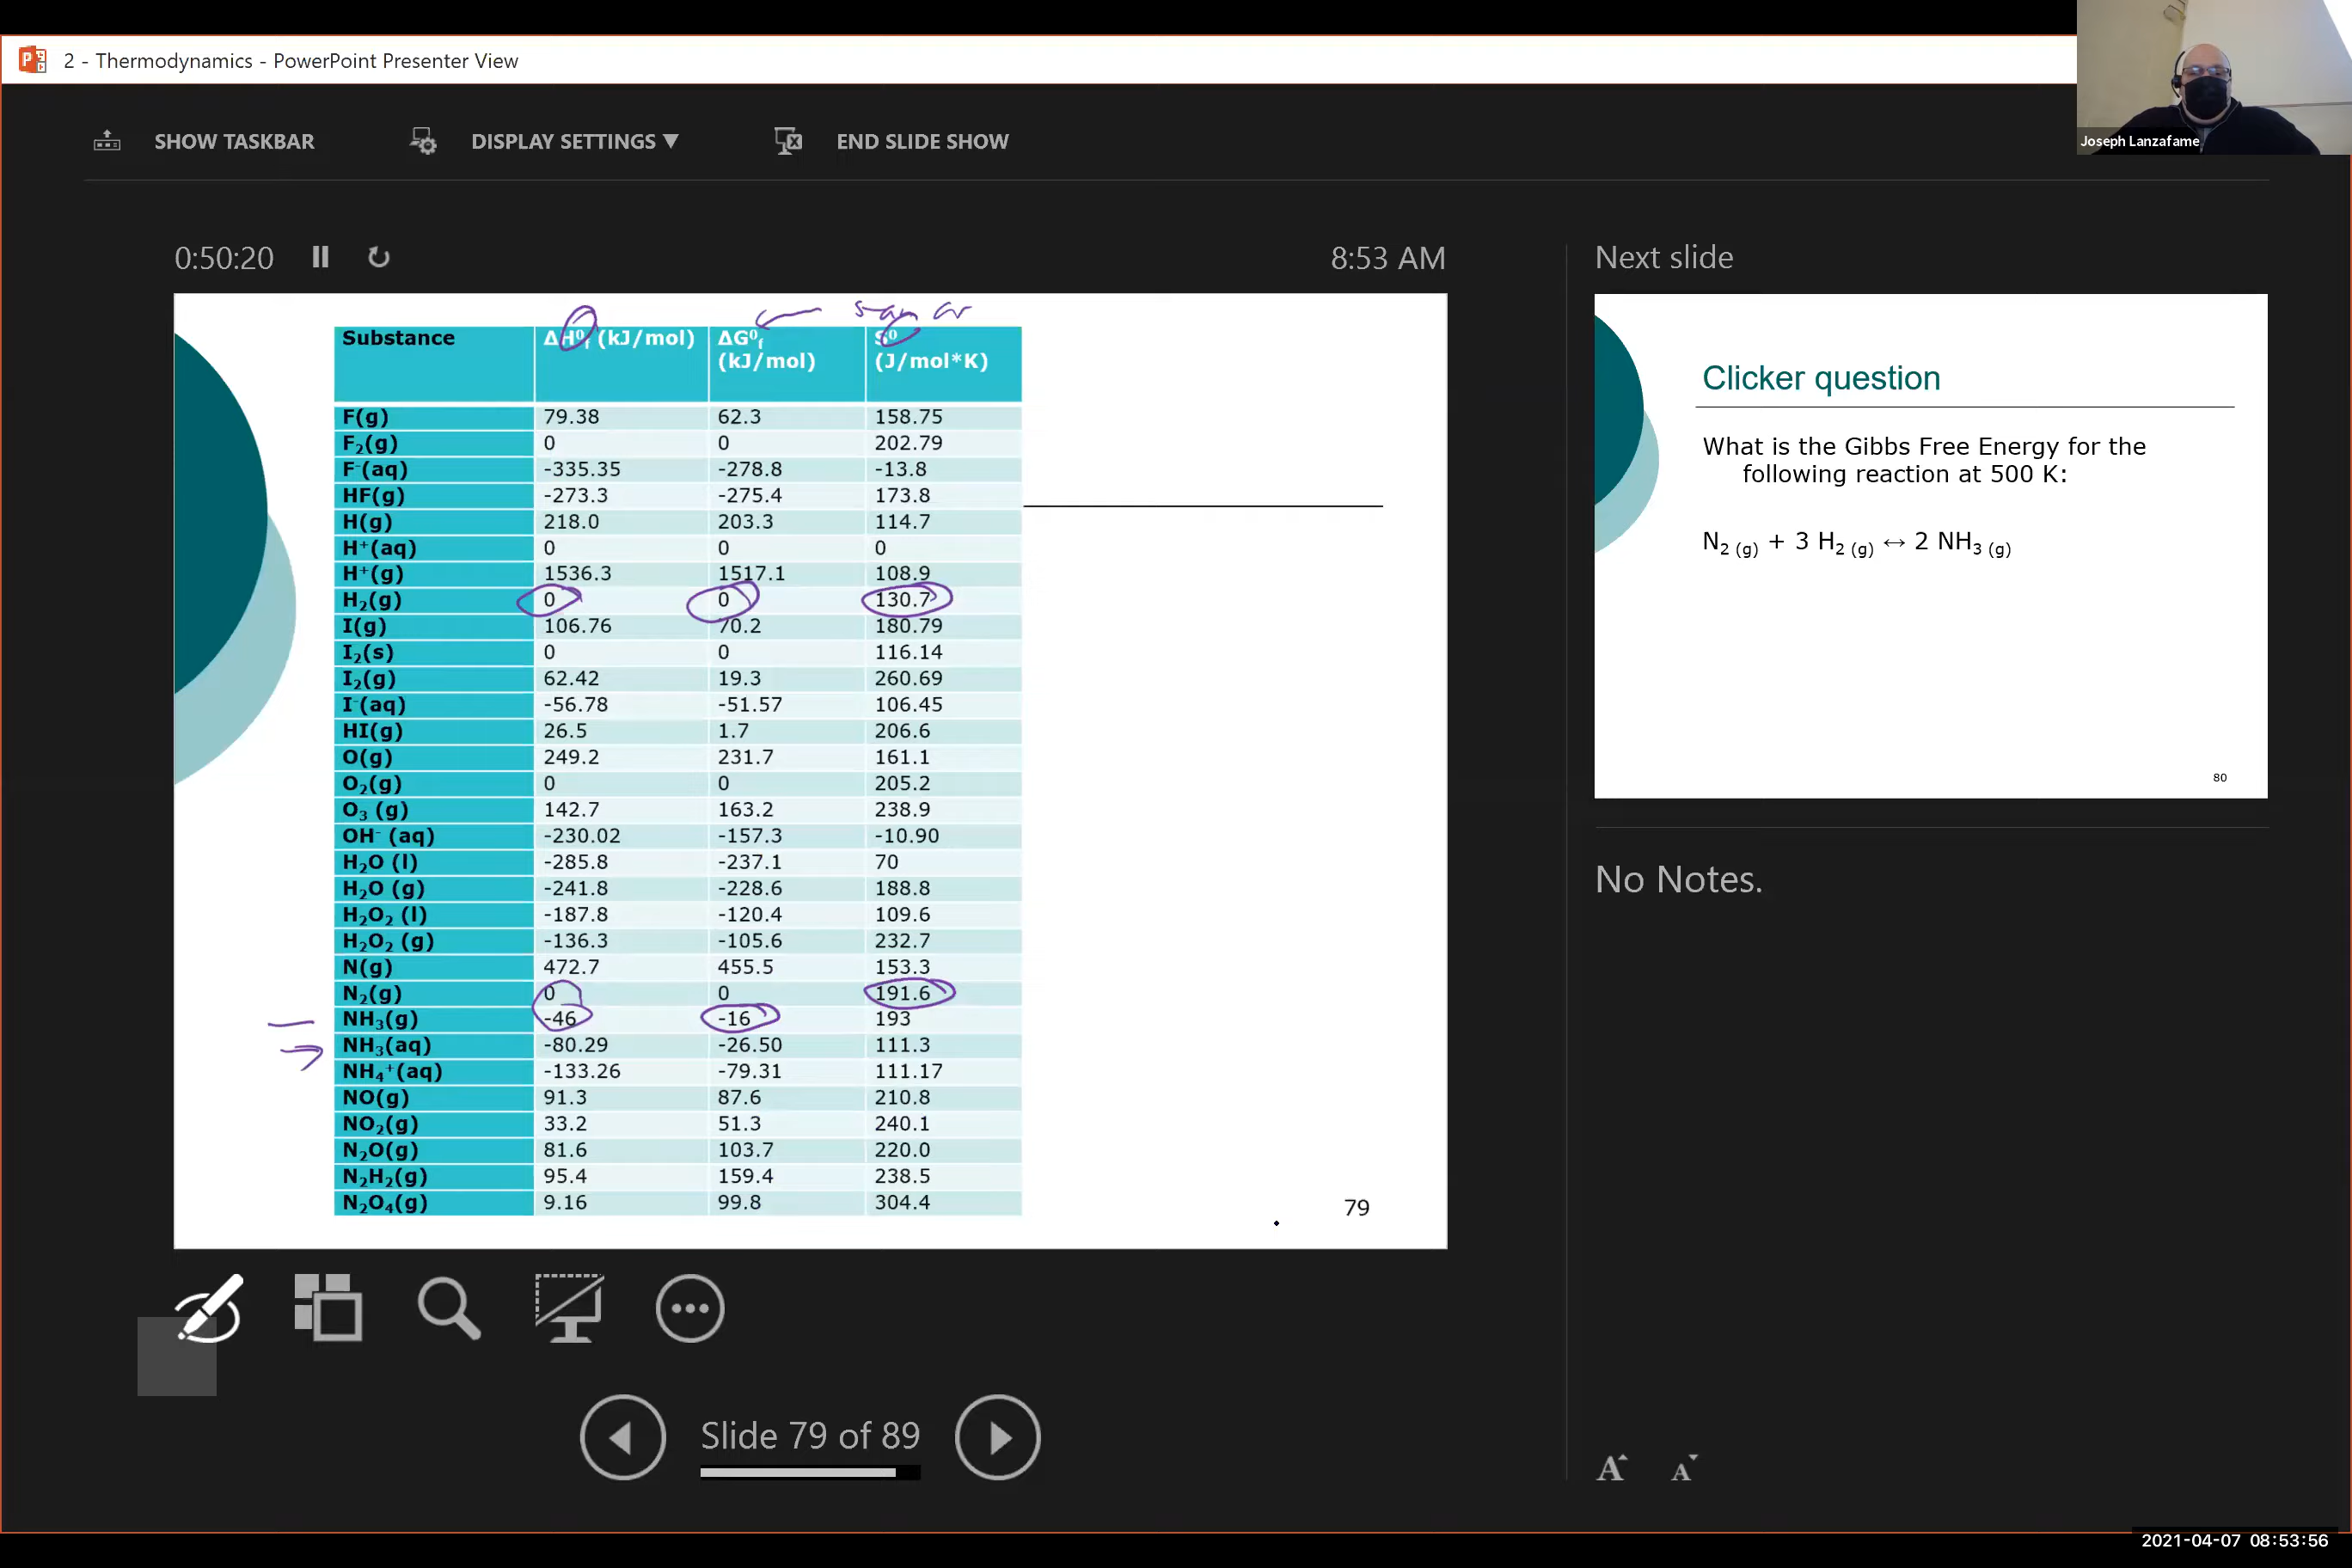 2 - Thermodynamics - PowerPoint Presenter View
Joseph Lanzafame
SHOW TASKBAR DISPLAY SETTINGS ▼ END SLIDE SHOW
0:50:20 8:53 AM
Substance ΔH⁰f (kJ/mol) ΔG⁰f (kJ/mol) S⁰ (J/mol*K)
F(g) 79.38 62.3 158.75
F₂(g) 0 0 202.79
F⁻(aq) -335.35 -278.8 -13.8
HF(g) -273.3 -275.4 173.8
H(g) 218.0 203.3 114.7
H⁺(aq) 0 0 0
H⁺(g) 1536.3 1517.1 108.9
H₂(g) 0 0 130.7
I(g) 106.76 70.2 180.79
I₂(s) 0 0 116.14
I₂(g) 62.42 19.3 260.69
I⁻(aq) -56.78 -51.57 106.45
HI(g) 26.5 1.7 206.6
O(g) 249.2 231.7 161.1
O₂(g) 0 0 205.2
O₃ (g) 142.7 163.2 238.9
OH⁻ (aq) -230.02 -157.3 -10.90
H₂O (l) -285.8 -237.1 70
H₂O (g) -241.8 -228.6 188.8
H₂O₂ (l) -187.8 -120.4 109.6
H₂O₂ (g) -136.3 -105.6 232.7
N(g) 472.7 455.5 153.3
N₂(g) 0 0 191.6
NH₃(g) -46 -16 193
NH₃(aq) -80.29 -26.50 111.3
NH₄⁺(aq) -133.26 -79.31 111.17
NO(g) 91.3 87.6 210.8
NO₂(g) 33.2 51.3 240.1
N₂O(g) 81.6 103.7 220.0
N₂H₂(g) 95.4 159.4 238.5
N₂O₄(g) 9.16 99.8 304.4
79
Slide 79 of 89
Next slide
Clicker question
What is the Gibbs Free Energy for the
following reaction at 500 K:
N₂ (g) + 3 H₂ (g) ↔ 2 NH₃ (g)
80
No Notes.
A A
2021-04-07 08:53:56